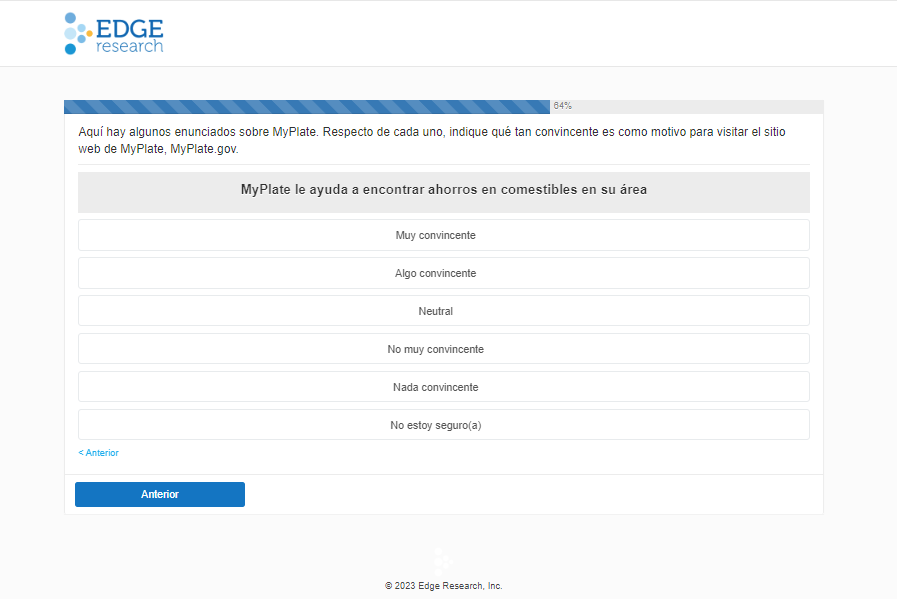 EDGE
research
64%
Aquí hay algunos enunciados sobre MyPlate. Respecto de cada uno, indique qué tan convincente es como motivo para visitar el sitio
web de MyPlate, MyPlate.gov.
MyPlate le ayuda a encontrar ahorros en comestibles en su área
Muy convincente
Algo convincente
Neutral
No muy convincente
Nada convincente
No estoy seguro(a)
< Anterior
Anterior
© 2023 Edge Research, Inc.